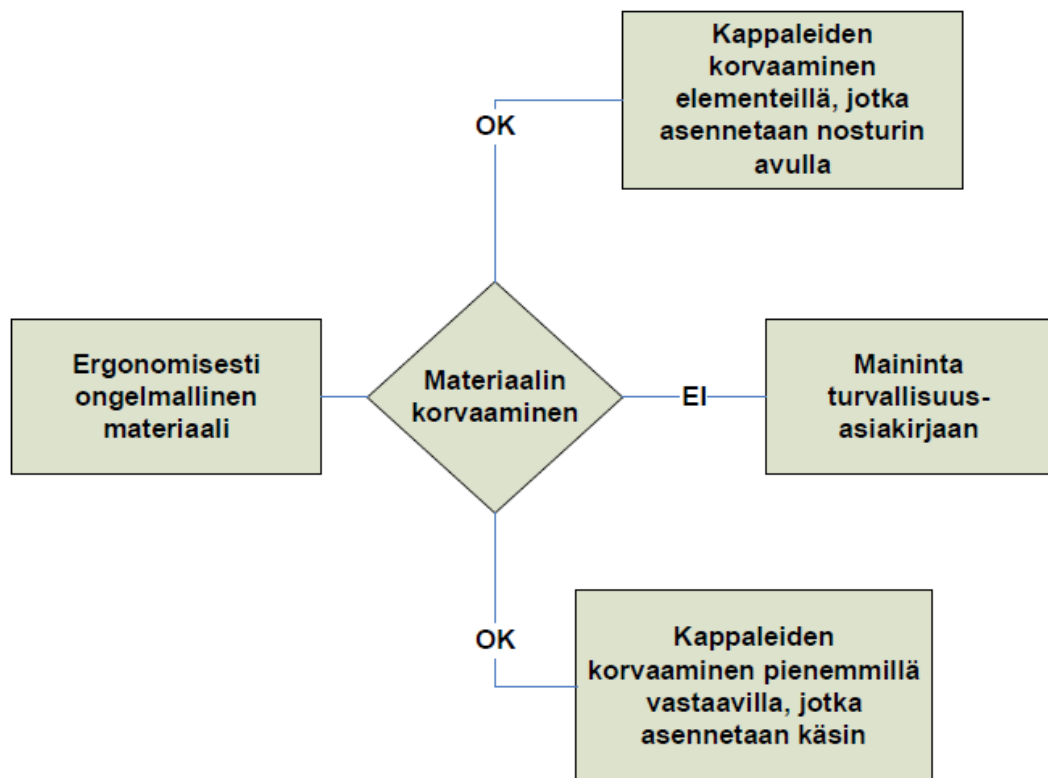 Kappaleiden
korvaaminen
elementeillä, jotka
asennetaan nosturin
avulla
OK
Ergonomisesti
ongelmallinen
materiaali
Materiaalin
korvaaminen
EI
Maininta
turvallisuus-
asiakirjaan
OK
Kappaleiden
korvaaminen pienemmillä
vastaavilla, jotka
asennetaan käsin